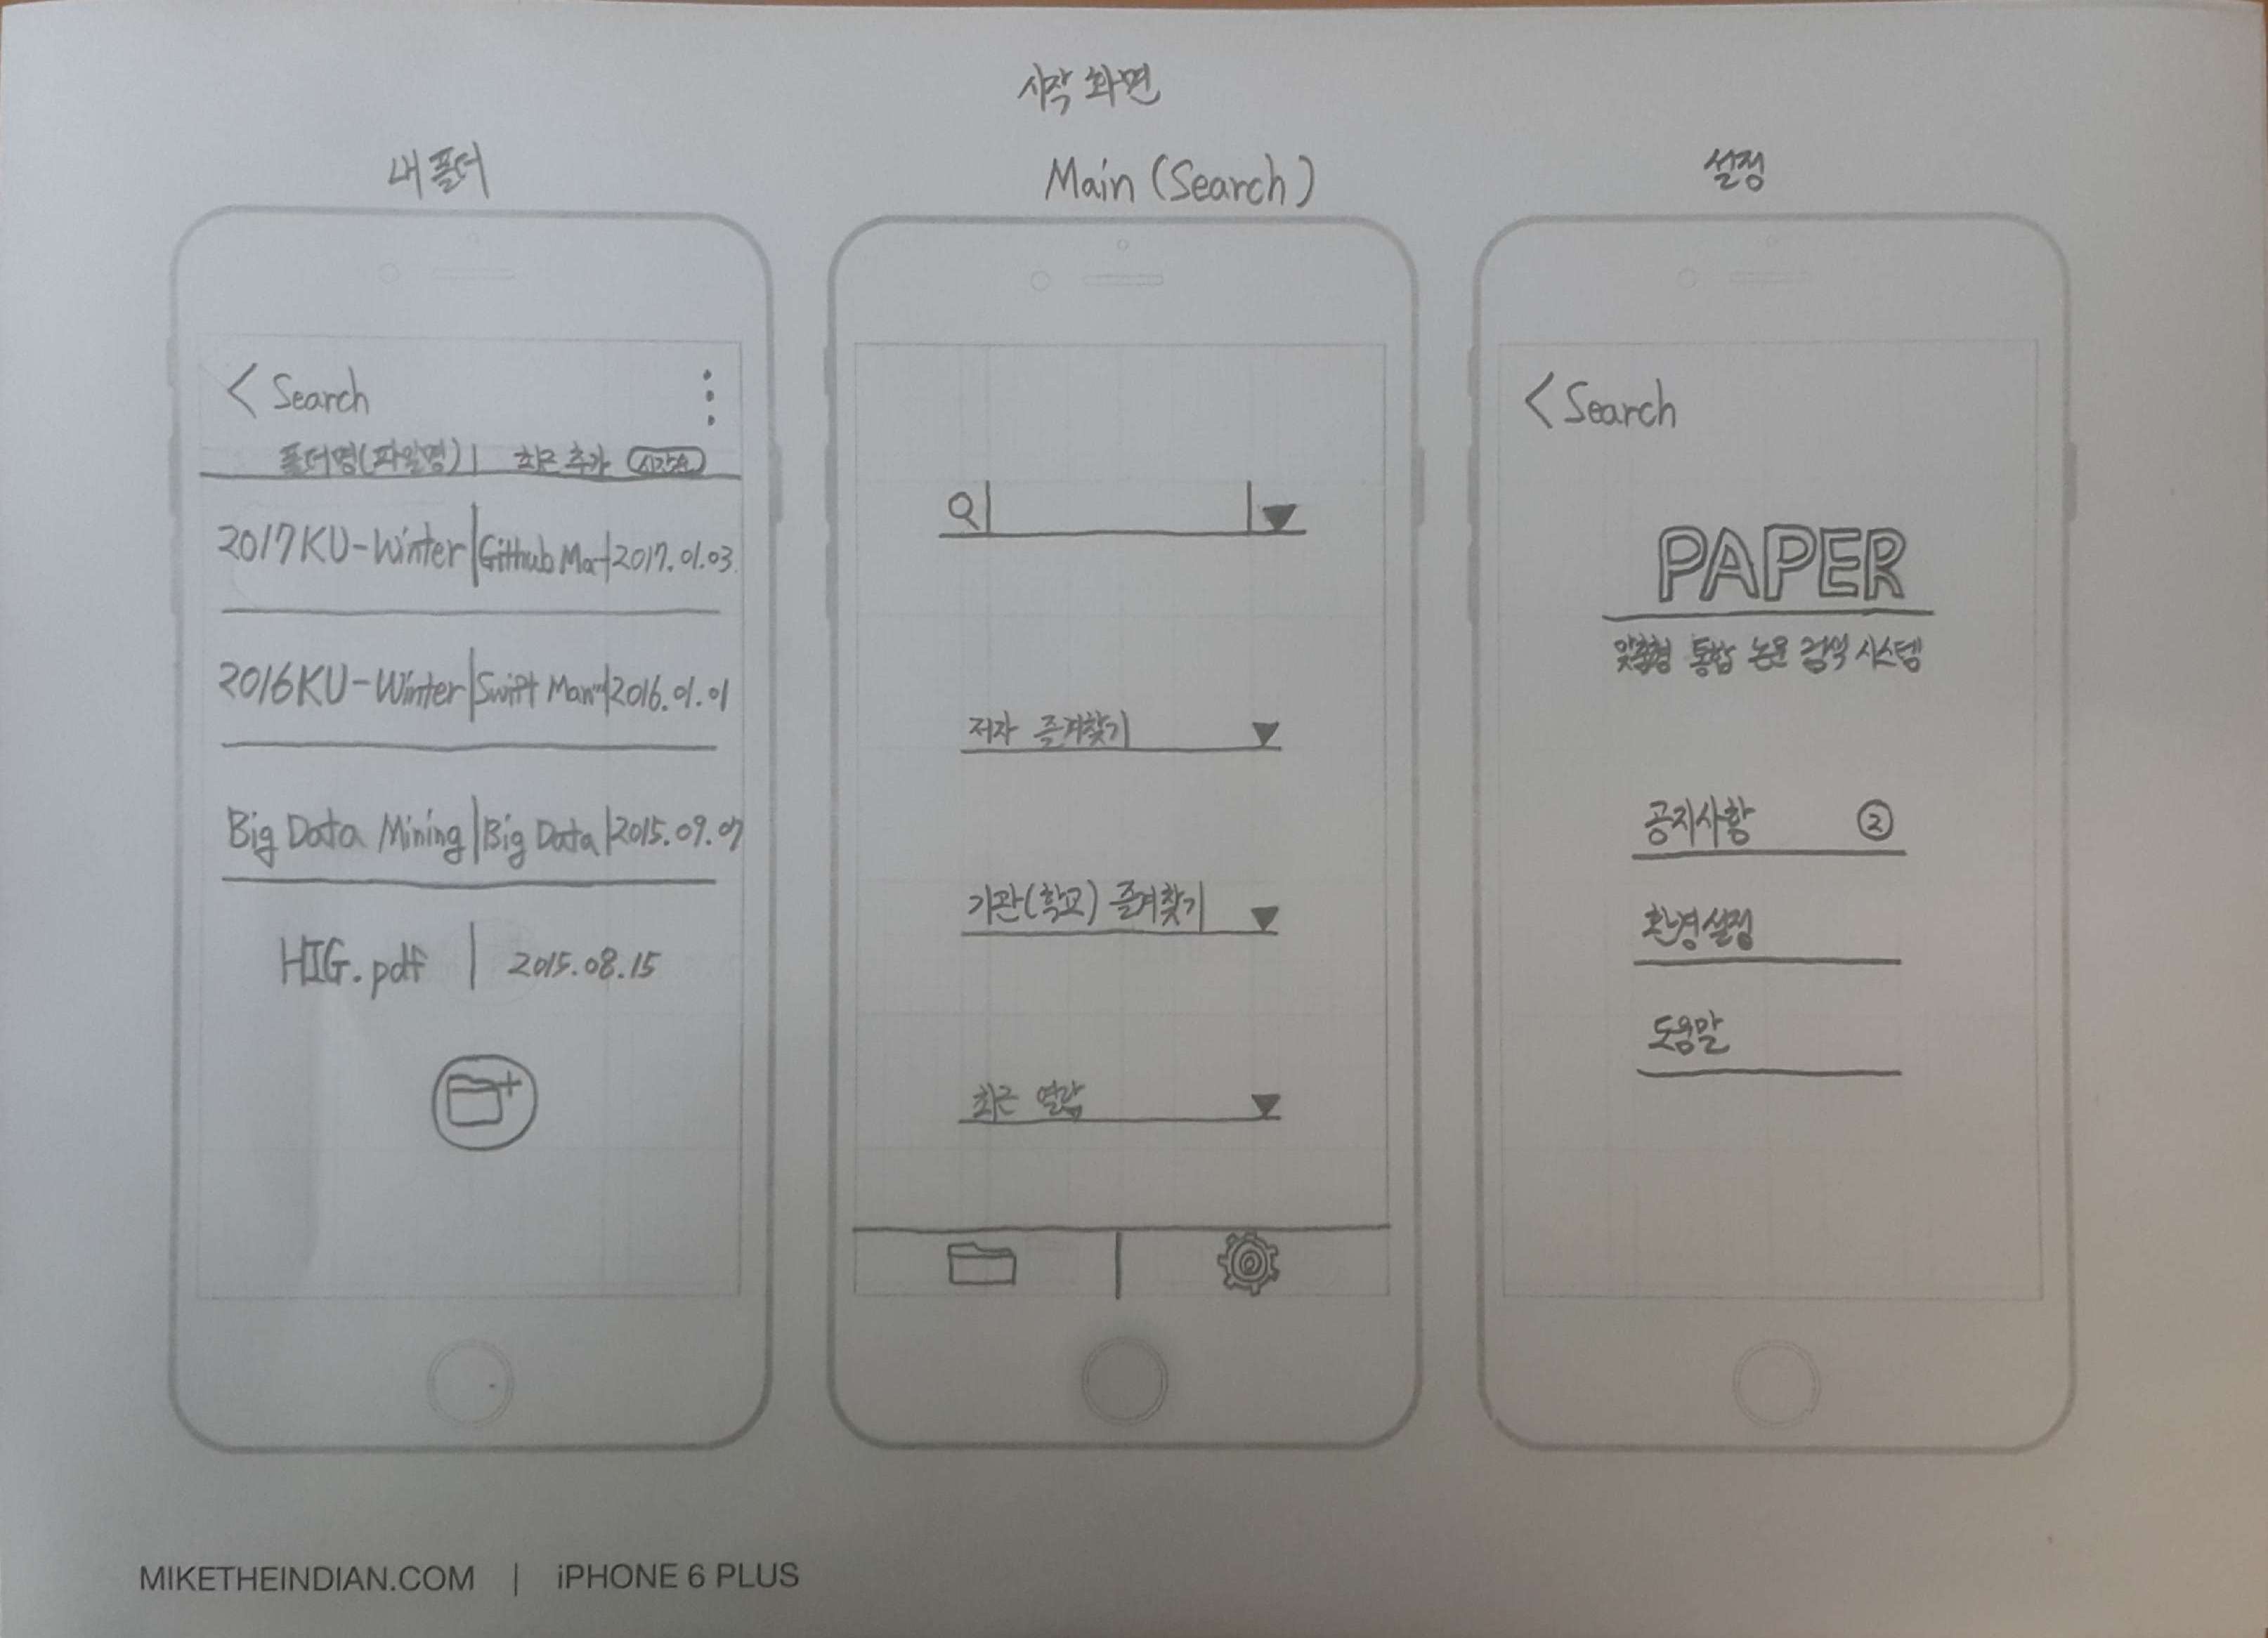 시작 화면
내 폴더
Main (Search)
설정
< Search
폴더명(파일명) | 최근 추가 시간순
2017 KU-Winter | Github Ma | 2017.01.03.
2016 KU-Winter | Swift Man | 2016.01.01
Big Data Mining | Big Data | 2015.09.07
HIG.pdf | 2015.08.15
저자 즐겨찾기
기관(학교) 즐겨찾기
최근 열람
< Search
PAPER
맞춤형 통합 논문 검색 시스템
공지사항 ②
환경설정
도움말
MIKETHEINDIAN.COM | iPHONE 6 PLUS